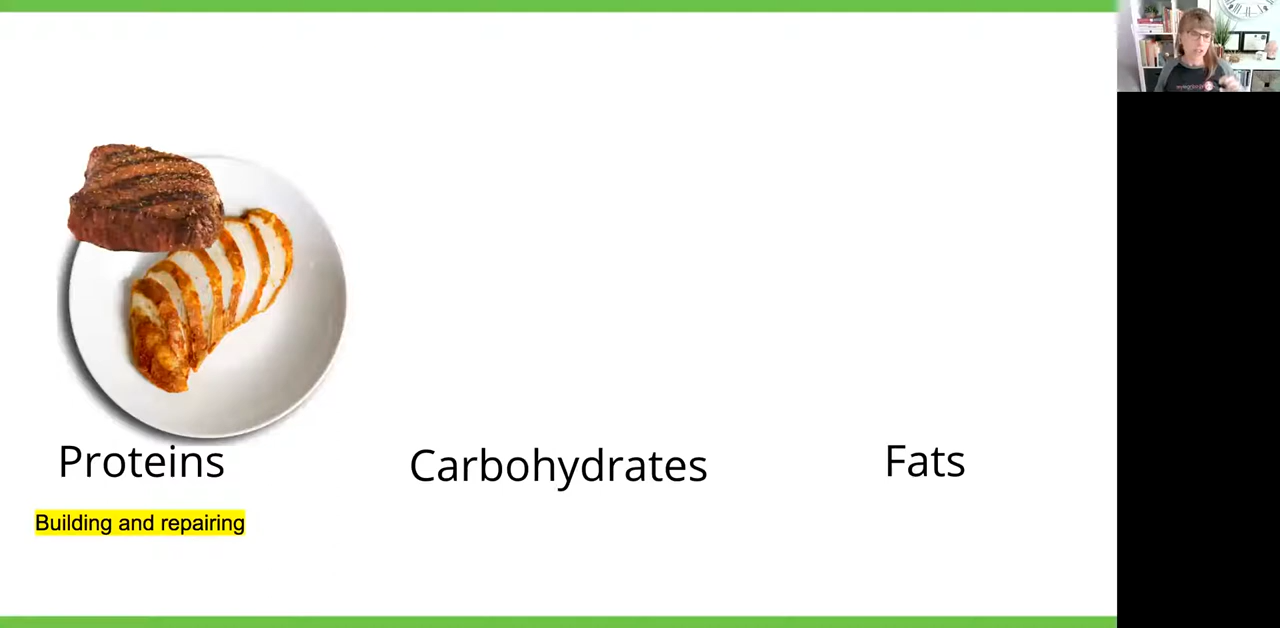 Proteins
Carbohydrates
Fats
Building and repairing